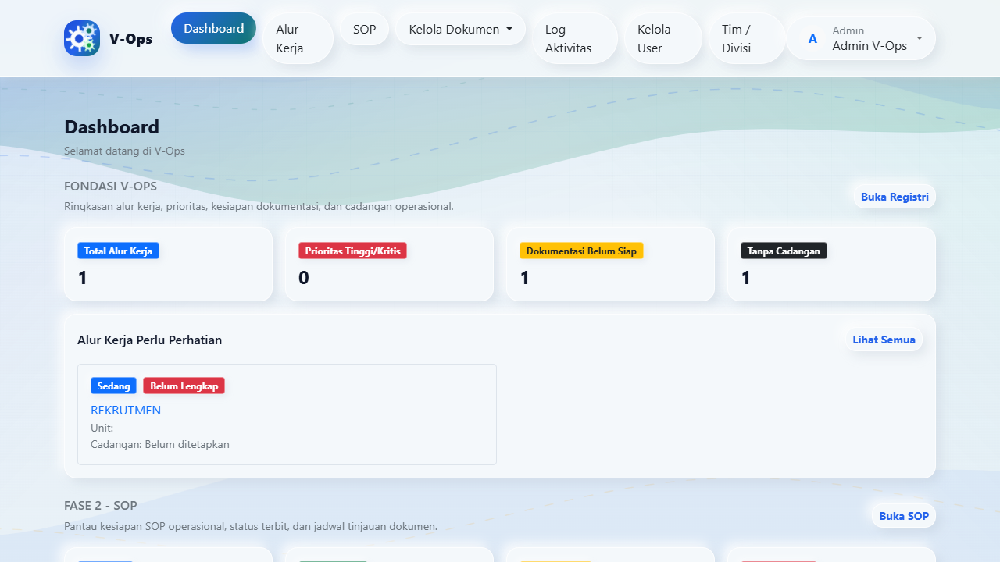 V-Ops
Dashboard
Alur
Kerja
SOP
Kelola Dokumen
Log
Aktivitas
Kelola
User
Tim /
Divisi
A
Admin
Admin V-Ops
Dashboard
Selamat datang di V-Ops
FONDASI V-OPS
Ringkasan alur kerja, prioritas, kesiapan dokumentasi, dan cadangan operasional.
Buka Registri
Total Alur Kerja
1
Prioritas Tinggi/Kritis
0
Dokumentasi Belum Siap
1
Tanpa Cadangan
1
Alur Kerja Perlu Perhatian
Lihat Semua
Sedang Belum Lengkap
REKRUTMEN
Unit: -
Cadangan: Belum ditetapkan
FASE 2 - SOP
Pantau kesiapan SOP operasional, status terbit, dan jadwal tinjauan dokumen.
Buka SOP